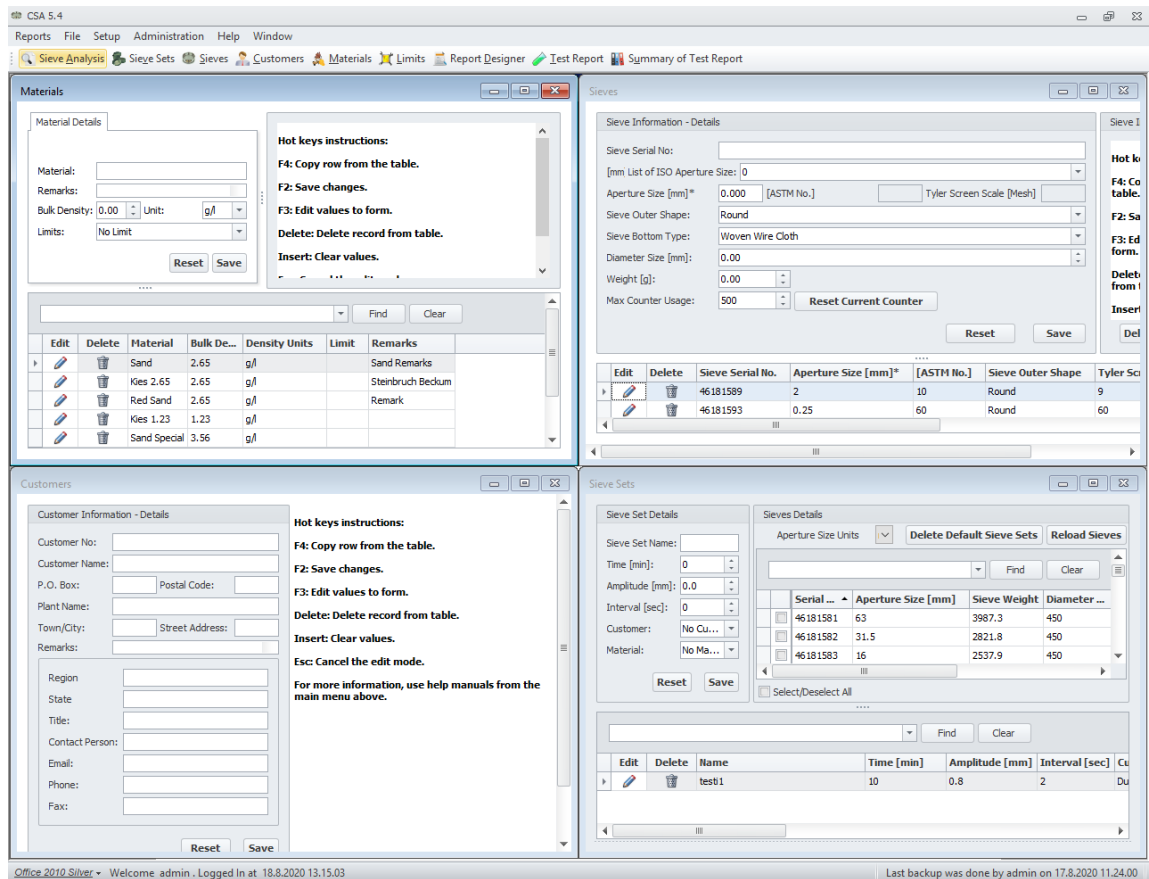 CSA 5.4
Reports File Setup Administration Help Window
Sieve Analysis Sieve Sets Sieves Customers Materials Limits Report Designer Test Report Summary of Test Report
Materials
Material Details
Material:
Remarks:
Bulk Density: 0.00 Unit: g/l
Limits: No Limit
Reset Save
Hot keys instructions:
F4: Copy row from the table.
F2: Save changes.
F3: Edit values to form.
Delete: Delete record from table.
Insert: Clear values.
Find Clear
Edit Delete Material Bulk De... Density Units Limit Remarks
Sand 2.65 g/l Sand Remarks
Kies 2.65 2.65 g/l Steinbruch Beckum
Red Sand 2.65 g/l Remark
Kies 1.23 1.23 g/l
Sand Special 3.56 g/l
Sieves
Sieve Information - Details
Sieve Serial No:
[mm List of ISO Aperture Size: 0
Aperture Size [mm]* 0.000 [ASTM No.] Tyler Screen Scale [Mesh]
Sieve Outer Shape: Round
Sieve Bottom Type: Woven Wire Cloth
Diameter Size [mm]: 0.00
Weight [g]: 0.00
Max Counter Usage: 500 Reset Current Counter
Reset Save
Sieve I
Hot k
F4: Co
table.
F2: Sa
F3: Ed
form.
Delet
from t
Insert
Del
Edit Delete Sieve Serial No. Aperture Size [mm]* [ASTM No.] Sieve Outer Shape Tyler Scr
46181589 2 10 Round 9
46181593 0.25 60 Round 60
Customers
Customer Information - Details
Customer No:
Customer Name:
P.O. Box: Postal Code:
Plant Name:
Town/City: Street Address:
Remarks:
Region
State
Title:
Contact Person:
Email:
Phone:
Fax:
Reset Save
Hot keys instructions:
F4: Copy row from the table.
F2: Save changes.
F3: Edit values to form.
Delete: Delete record from table.
Insert: Clear values.
Esc: Cancel the edit mode.
For more information, use help manuals from the
main menu above.
Sieve Sets
Sieve Set Details
Sieve Set Name:
Time [min]: 0
Amplitude [mm]: 0.0
Interval [sec]: 0
Customer: No Cu...
Material: No Ma...
Reset Save
Sieves Details
Aperture Size Units Delete Default Sieve Sets Reload Sieves
Find Clear
Serial ... Aperture Size [mm] Sieve Weight Diameter ...
46181581 63 3987.3 450
46181582 31.5 2821.8 450
46181583 16 2537.9 450
Select/Deselect All
Find Clear
Edit Delete Name Time [min] Amplitude [mm] Interval [sec] Cu
testi1 10 0.8 2 Du
Office 2010 Silver Welcome admin . Logged In at 18.8.2020 13.15.03 Last backup was done by admin on 17.8.2020 11.24.00